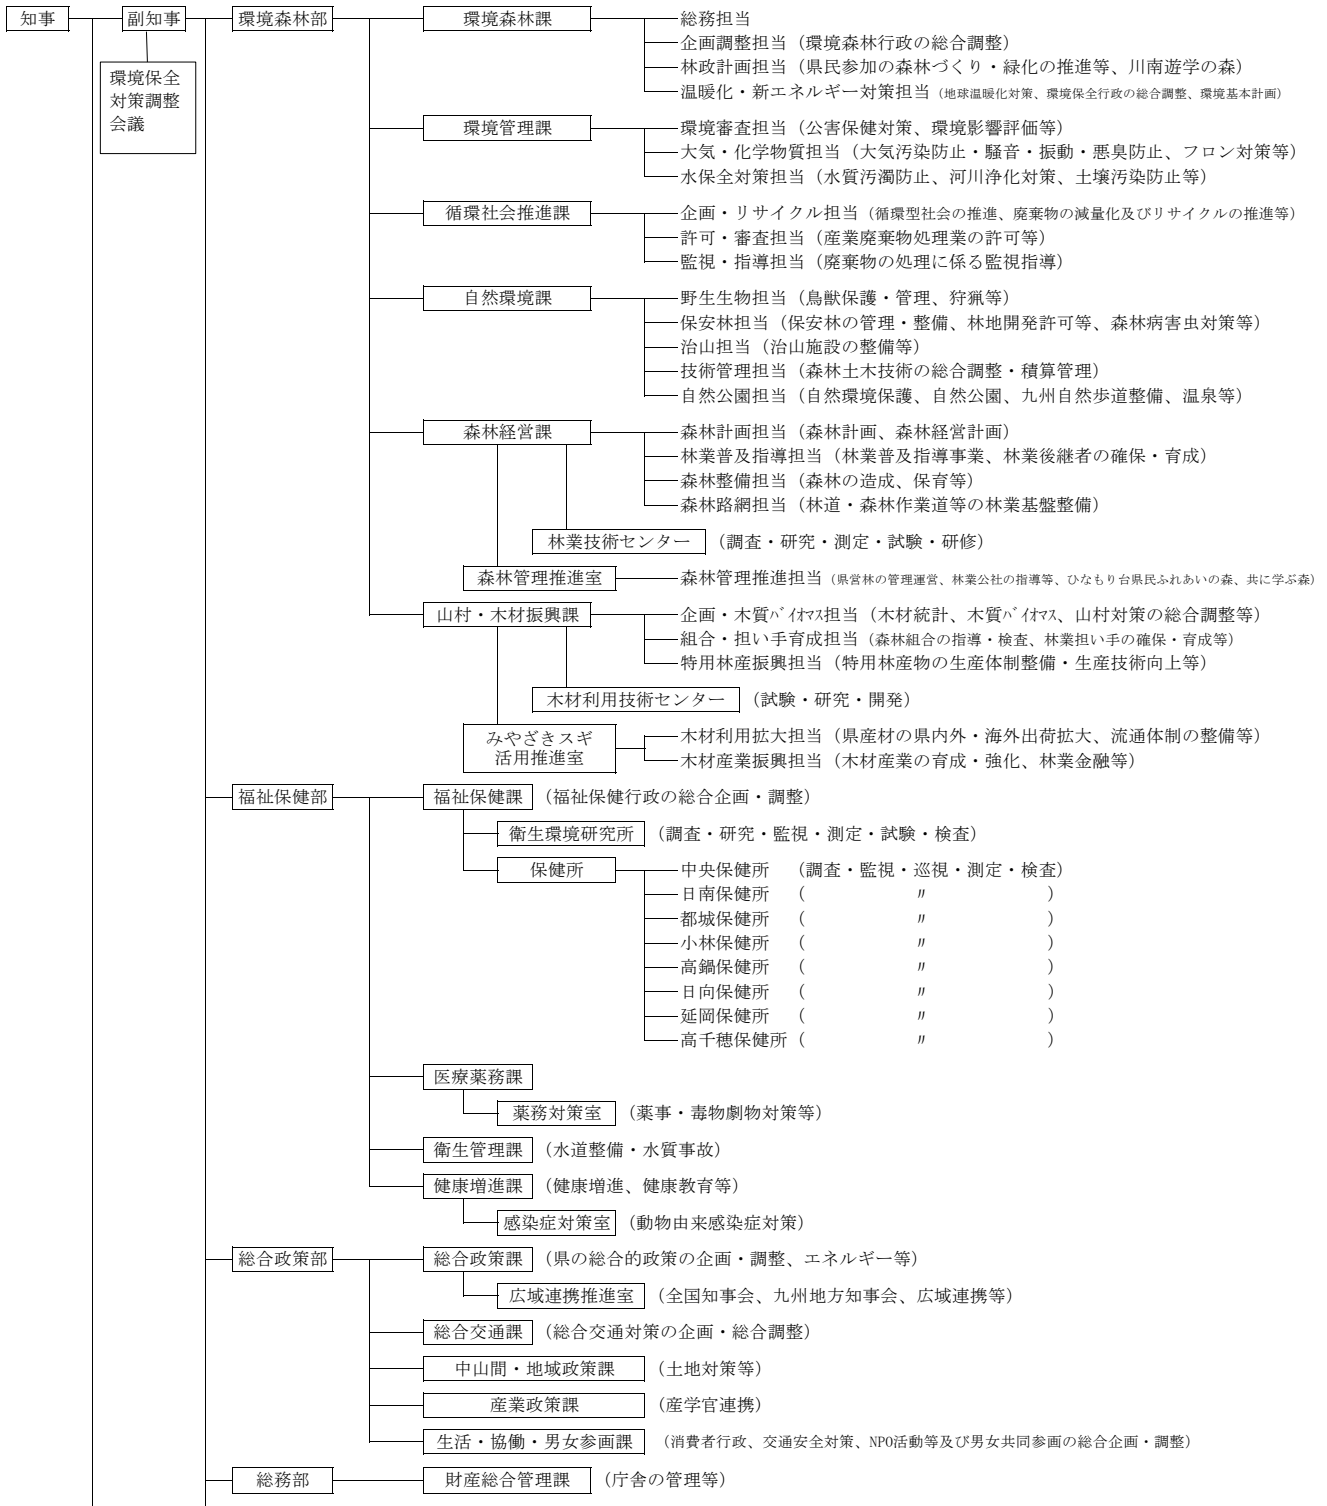 知事 副知事 環境森林部 環境森林課 総務担当
企画調整担当（環境森林行政の総合調整）
環境保全
対策調整
会議
林政計画担当（県民参加の森林づくり・緑化の推進等、川南遊学の森）
温暖化・新エネルギー対策担当（地球温暖化対策、環境保全行政の総合調整、環境基本計画）
環境管理課 環境審査担当（公害保健対策、環境影響評価等）
大気・化学物質担当（大気汚染防止・騒音・振動・悪臭防止、フロン対策等）
水保全対策担当（水質汚濁防止、河川浄化対策、土壌汚染防止等）
循環社会推進課 企画・リサイクル担当（循環型社会の推進、廃棄物の減量化及びリサイクルの推進等）
許可・審査担当（産業廃棄物処理業の許可等）
監視・指導担当（廃棄物の処理に係る監視指導）
自然環境課 野生生物担当（鳥獣保護・管理、狩猟等）
保安林担当（保安林の管理・整備、林地開発許可等、森林病害虫対策等）
治山担当（治山施設の整備等）
技術管理担当（森林土木技術の総合調整・積算管理）
自然公園担当（自然環境保護、自然公園、九州自然歩道整備、温泉等）
森林経営課 森林計画担当（森林計画、森林経営計画）
林業普及指導担当（林業普及指導事業、林業後継者の確保・育成）
森林整備担当（森林の造成、保育等）
森林路網担当（林道・森林作業道等の林業基盤整備）
林業技術センター（調査・研究・測定・試験・研修）
森林管理推進室 森林管理推進担当（県営林の管理運営、林業公社の指導等、ひなもり台県民ふれあいの森、共に学ぶ森）
山村・木材振興課 企画・木質ﾊﾞｲｵﾏｽ担当（木材統計、木質ﾊﾞｲｵﾏｽ、山村対策の総合調整等）
組合・担い手育成担当（森林組合の指導・検査、林業担い手の確保・育成等）
特用林産振興担当（特用林産物の生産体制整備・生産技術向上等）
木材利用技術センター（試験・研究・開発）
みやざきスギ
活用推進室
木材利用拡大担当（県産材の県内外・海外出荷拡大、流通体制の整備等）
木材産業振興担当（木材産業の育成・強化、林業金融等）
福祉保健部 福祉保健課（福祉保健行政の総合企画・調整）
衛生環境研究所（調査・研究・監視・測定・試験・検査）
保健所 中央保健所（調査・監視・巡視・測定・検査）
日南保健所（ 〃 ）
都城保健所（ 〃 ）
小林保健所（ 〃 ）
高鍋保健所（ 〃 ）
日向保健所（ 〃 ）
延岡保健所（ 〃 ）
高千穂保健所（ 〃 ）
医療薬務課
薬務対策室（薬事・毒物劇物対策等）
衛生管理課（水道整備・水質事故）
健康増進課（健康増進、健康教育等）
感染症対策室（動物由来感染症対策）
総合政策部 総合政策課（県の総合的政策の企画・調整、エネルギー等）
広域連携推進室（全国知事会、九州地方知事会、広域連携等）
総合交通課（総合交通対策の企画・総合調整）
中山間・地域政策課（土地対策等）
産業政策課（産学官連携）
生活・協働・男女参画課（消費者行政、交通安全対策、NPO活動等及び男女共同参画の総合企画・調整）
総務部 財産総合管理課（庁舎の管理等）